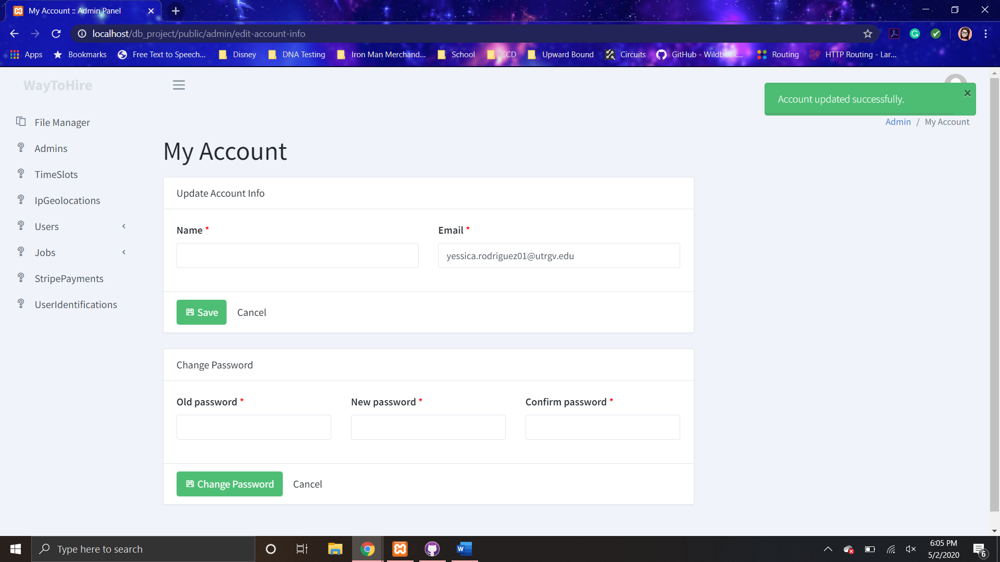 My Account :: Admin Panel
localhost/db_project/public/admin/edit-account-info
Apps Bookmarks Free Text to Speech... Disney DNA Testing Iron Man Merchand... School CCD Upward Bound Circuits GitHub - Wildbook... Routing HTTP Routing - Lar...
WayToHire
Account updated successfully.
Admin / My Account
File Manager
Admins
TimeSlots
IpGeolocations
Users
Jobs
StripePayments
UserIdentifications
My Account
Update Account Info
Name * Email *
yessica.rodriguez01@utrgv.edu
Save Cancel
Change Password
Old password * New password * Confirm password *
Change Password Cancel
Type here to search
6:05 PM
5/2/2020
6